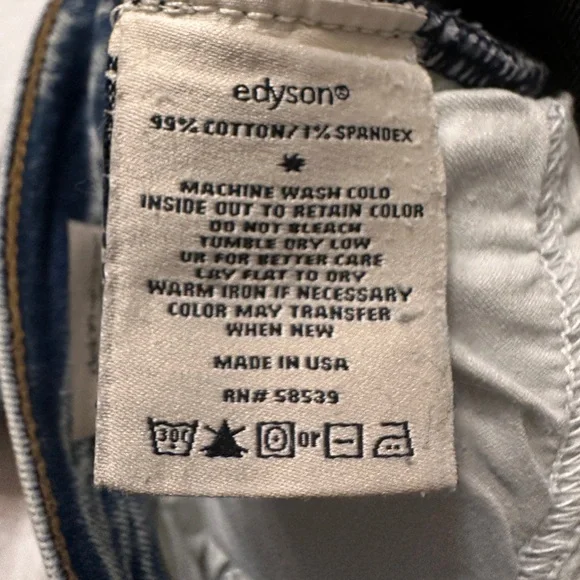 edyson®
99% COTTON/1% SPANDEX
MACHINE WASH COLD
INSIDE OUT TO RETAIN COLOR
DO NOT BLEACH
TUMBLE DRY LOW
UR FOR BETTER CARE
LAY FLAT TO DRY
WARM IRON IF NECESSARY
COLOR MAY TRANSFER
WHEN NEW
MADE IN USA
RN# 58539
30C or